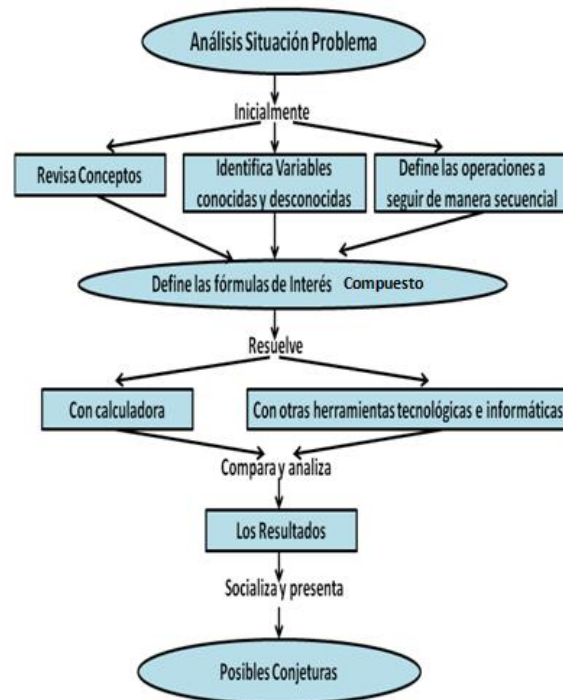 Análisis Situación Problema
Inicialmente
Revisa Conceptos
Identifica Variables
conocidas y desconocidas
Define las operaciones a
seguir de manera secuencial
Define las fórmulas de Interés Compuesto
Resuelve
Con calculadora
Con otras herramientas tecnológicas e informáticas
Compara y analiza
Los Resultados
Socializa y presenta
Posibles Conjeturas